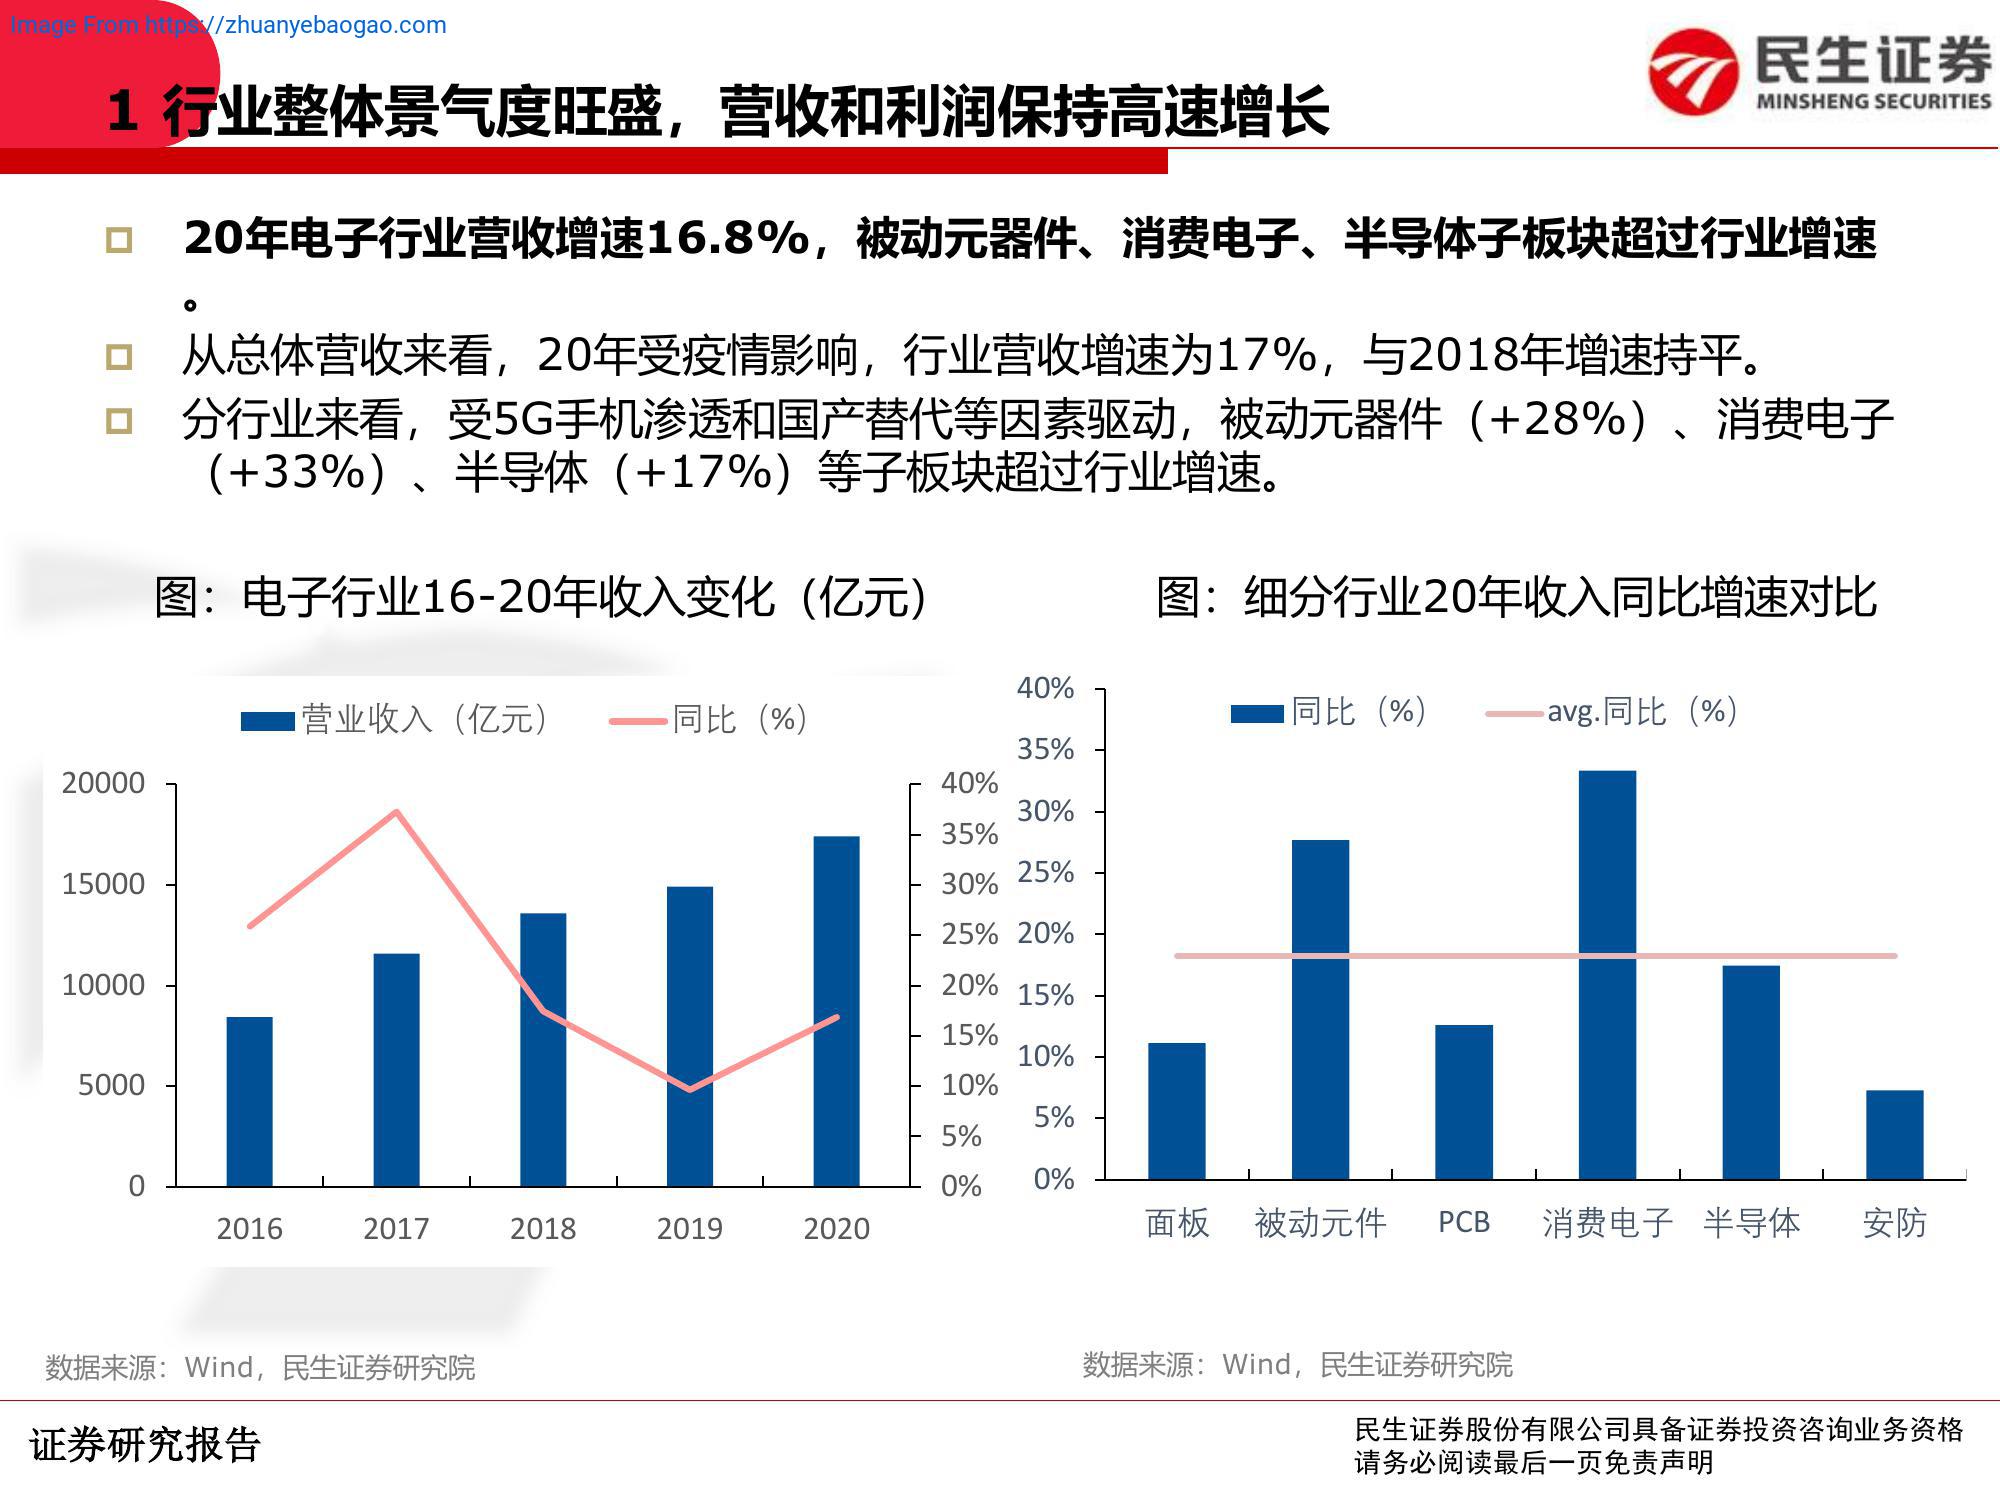 Image From https://zhuanyebaogao.com
民生证券
MINSHENG SECURITIES
1 行业整体景气度旺盛，营收和利润保持高速增长
20年电子行业营收增速16.8%，被动元器件、消费电子、半导体子板块超过行业增速
。
从总体营收来看，20年受疫情影响，行业营收增速为17%，与2018年增速持平。
分行业来看，受5G手机渗透和国产替代等因素驱动，被动元器件（+28%）、消费电子
（+33%）、半导体（+17%）等子板块超过行业增速。
图：电子行业16-20年收入变化（亿元）
营业收入（亿元） 同比（%）
20000 40%
35%
15000 30%
25%
10000 20%
15%
5000 10%
5%
0 0%
2016 2017 2018 2019 2020
数据来源：Wind，民生证券研究院
图：细分行业20年收入同比增速对比
同比（%） avg.同比（%）
40%
35%
30%
25%
20%
15%
10%
5%
0%
面板 被动元件 PCB 消费电子 半导体 安防
数据来源：Wind，民生证券研究院
证券研究报告
民生证券股份有限公司具备证券投资咨询业务资格
请务必阅读最后一页免责声明